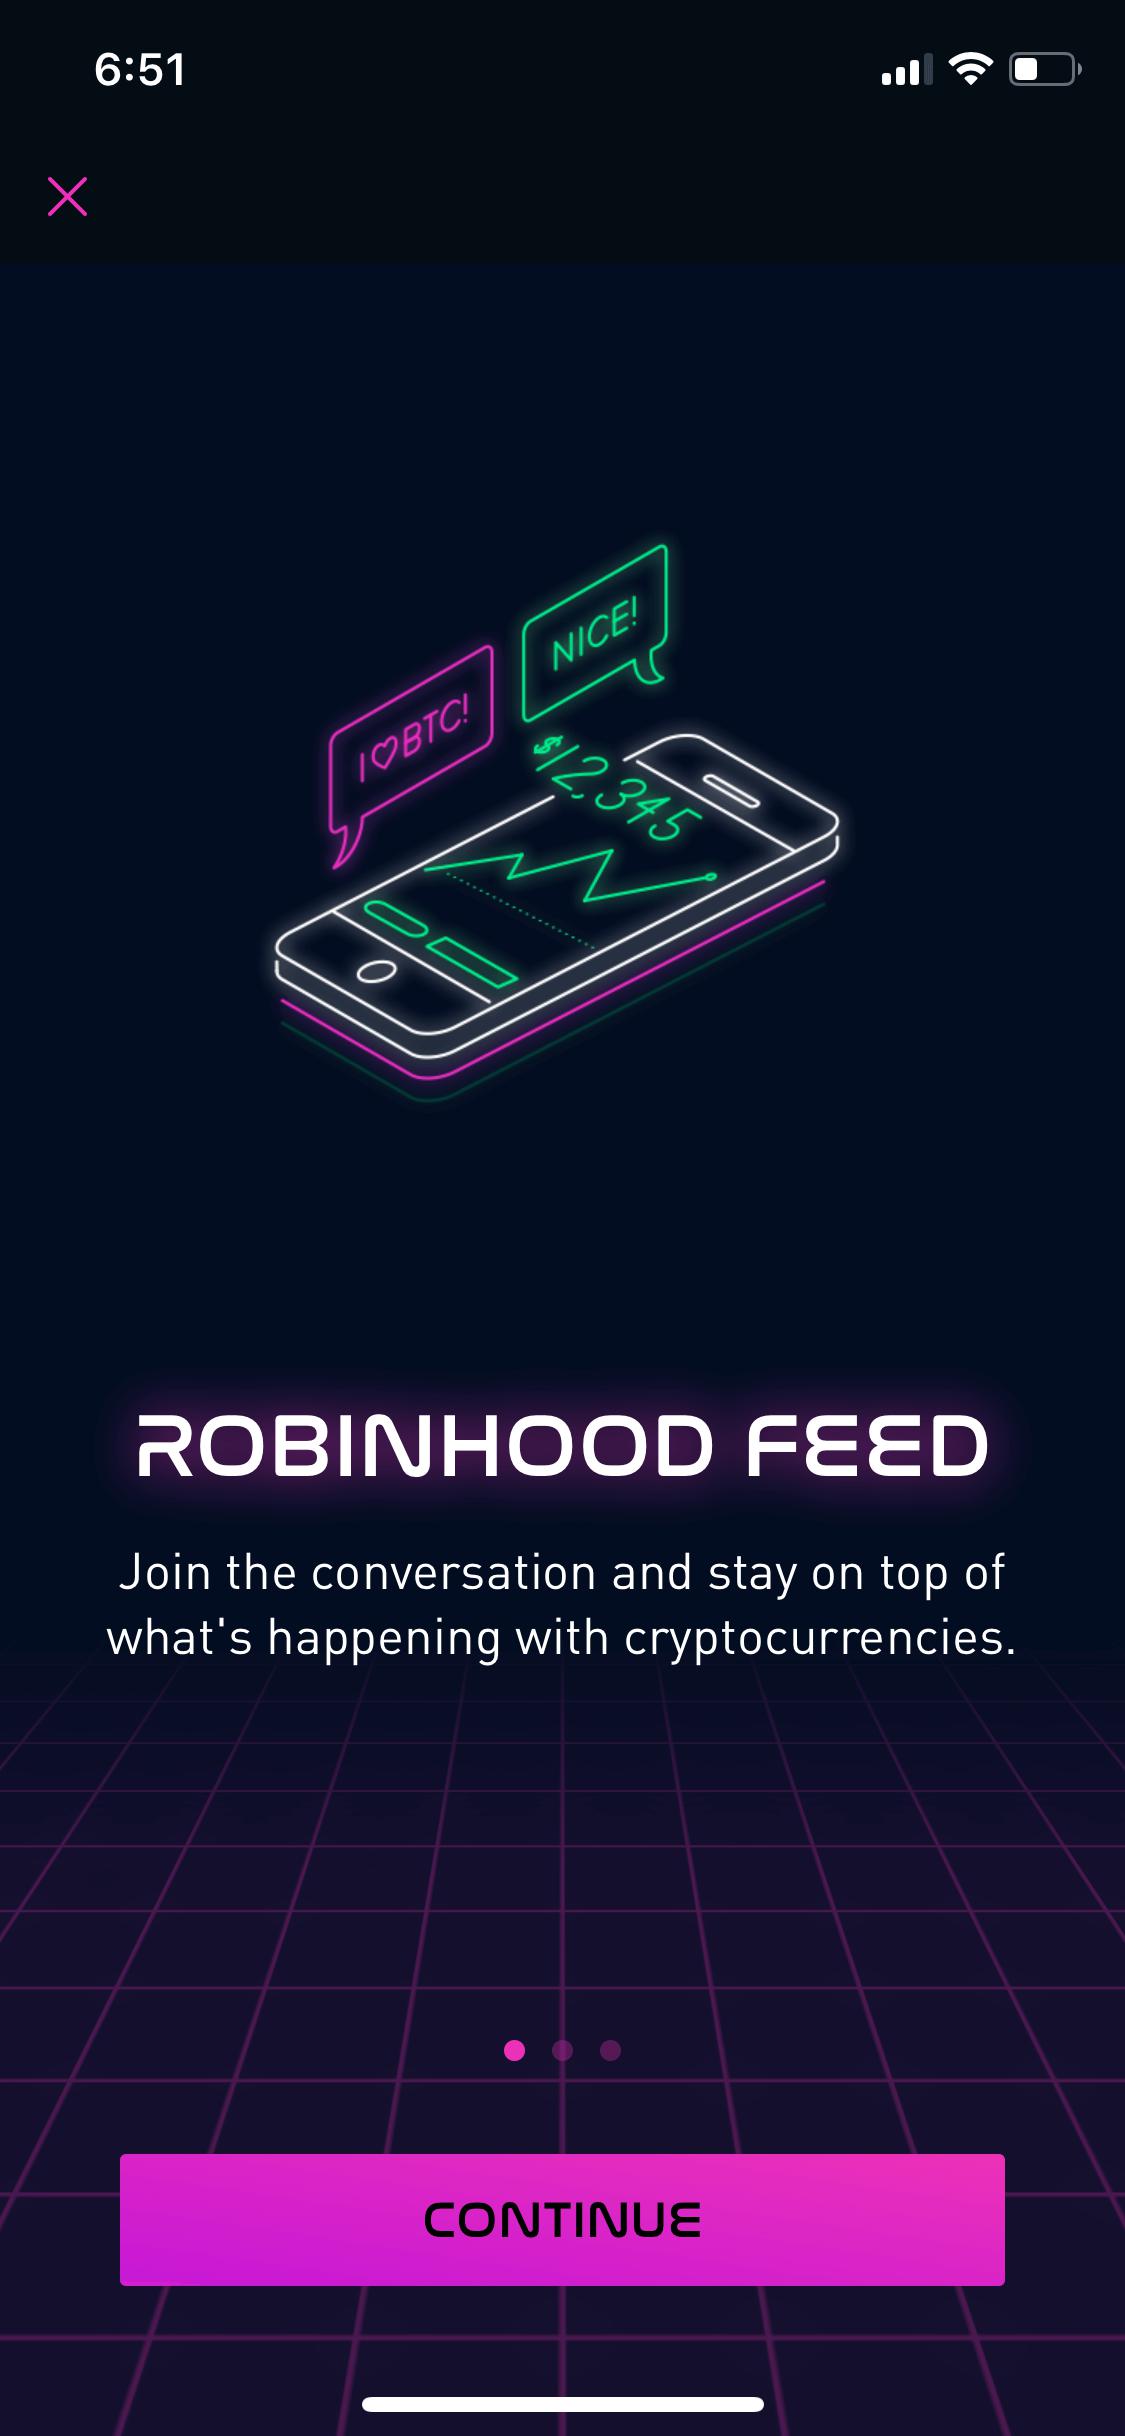 6:51
NICE!
I♡BTC!
$12,345
ROBINHOOD FEED
Join the conversation and stay on top of
what's happening with cryptocurrencies.
CONTINUE